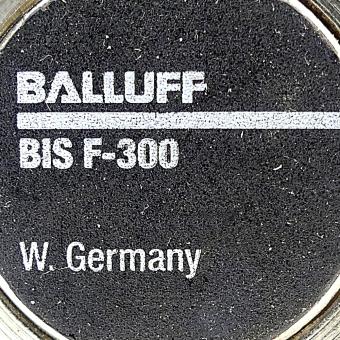 BALLUFF
BIS F-300
W. Germany